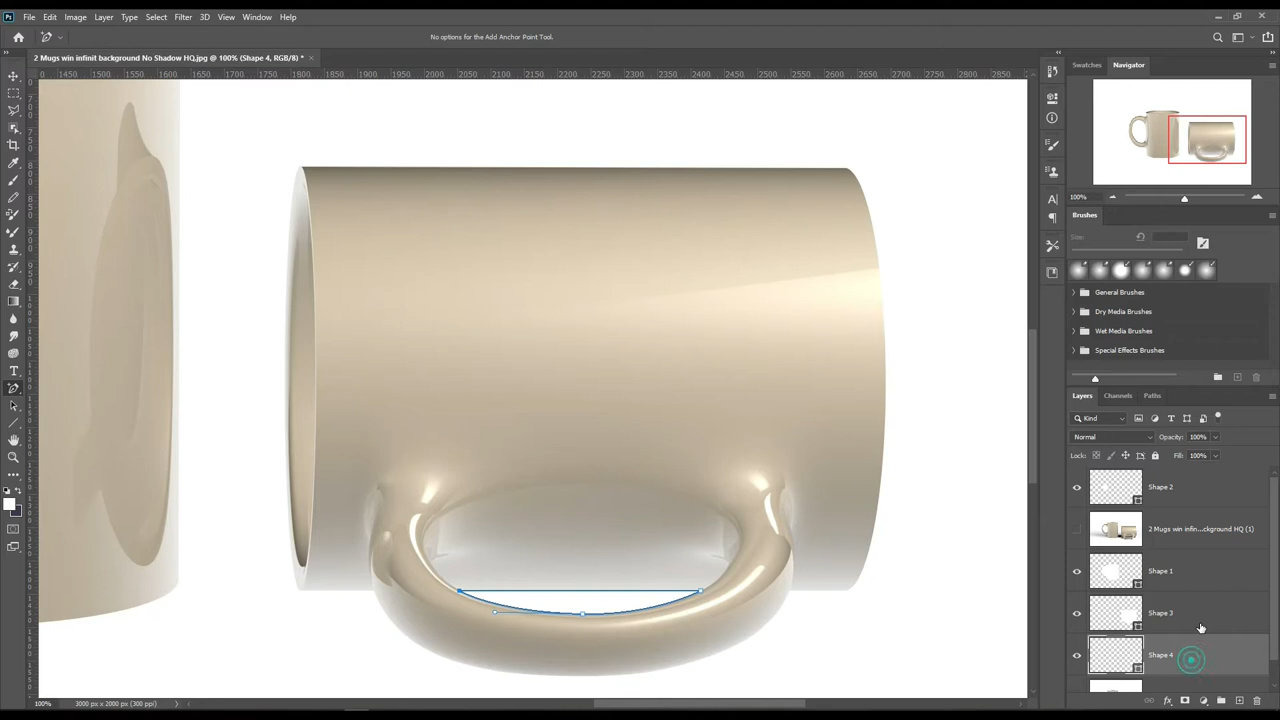 Ps File Edit Image Layer Type Select Filter 3D View Window Help
No options for the Add Anchor Point Tool.
2 Mugs win infinit background No Shadow HQ.jpg @ 100% (Shape 4, RGB/8) * ×
0 1450 1500 1550 1600 1650 1700 1750 1800 1850 1900 1950 2000 2050 2100 2150 2200 2250 2300 2350 2400 2450 2500 2550 2600 2650 2700 2750 2800 2850
Swatches Navigator
100%
Brushes
Size:
General Brushes
Dry Media Brushes
Wet Media Brushes
Special Effects Brushes
Layers Channels Paths
Kind
Normal Opacity: 100%
Lock: Fill: 100%
Shape 2
2 Mugs win infin...ckground HQ (1)
Shape 1
Shape 3
Shape 4
100% 3000 px x 2000 px (300 ppi)